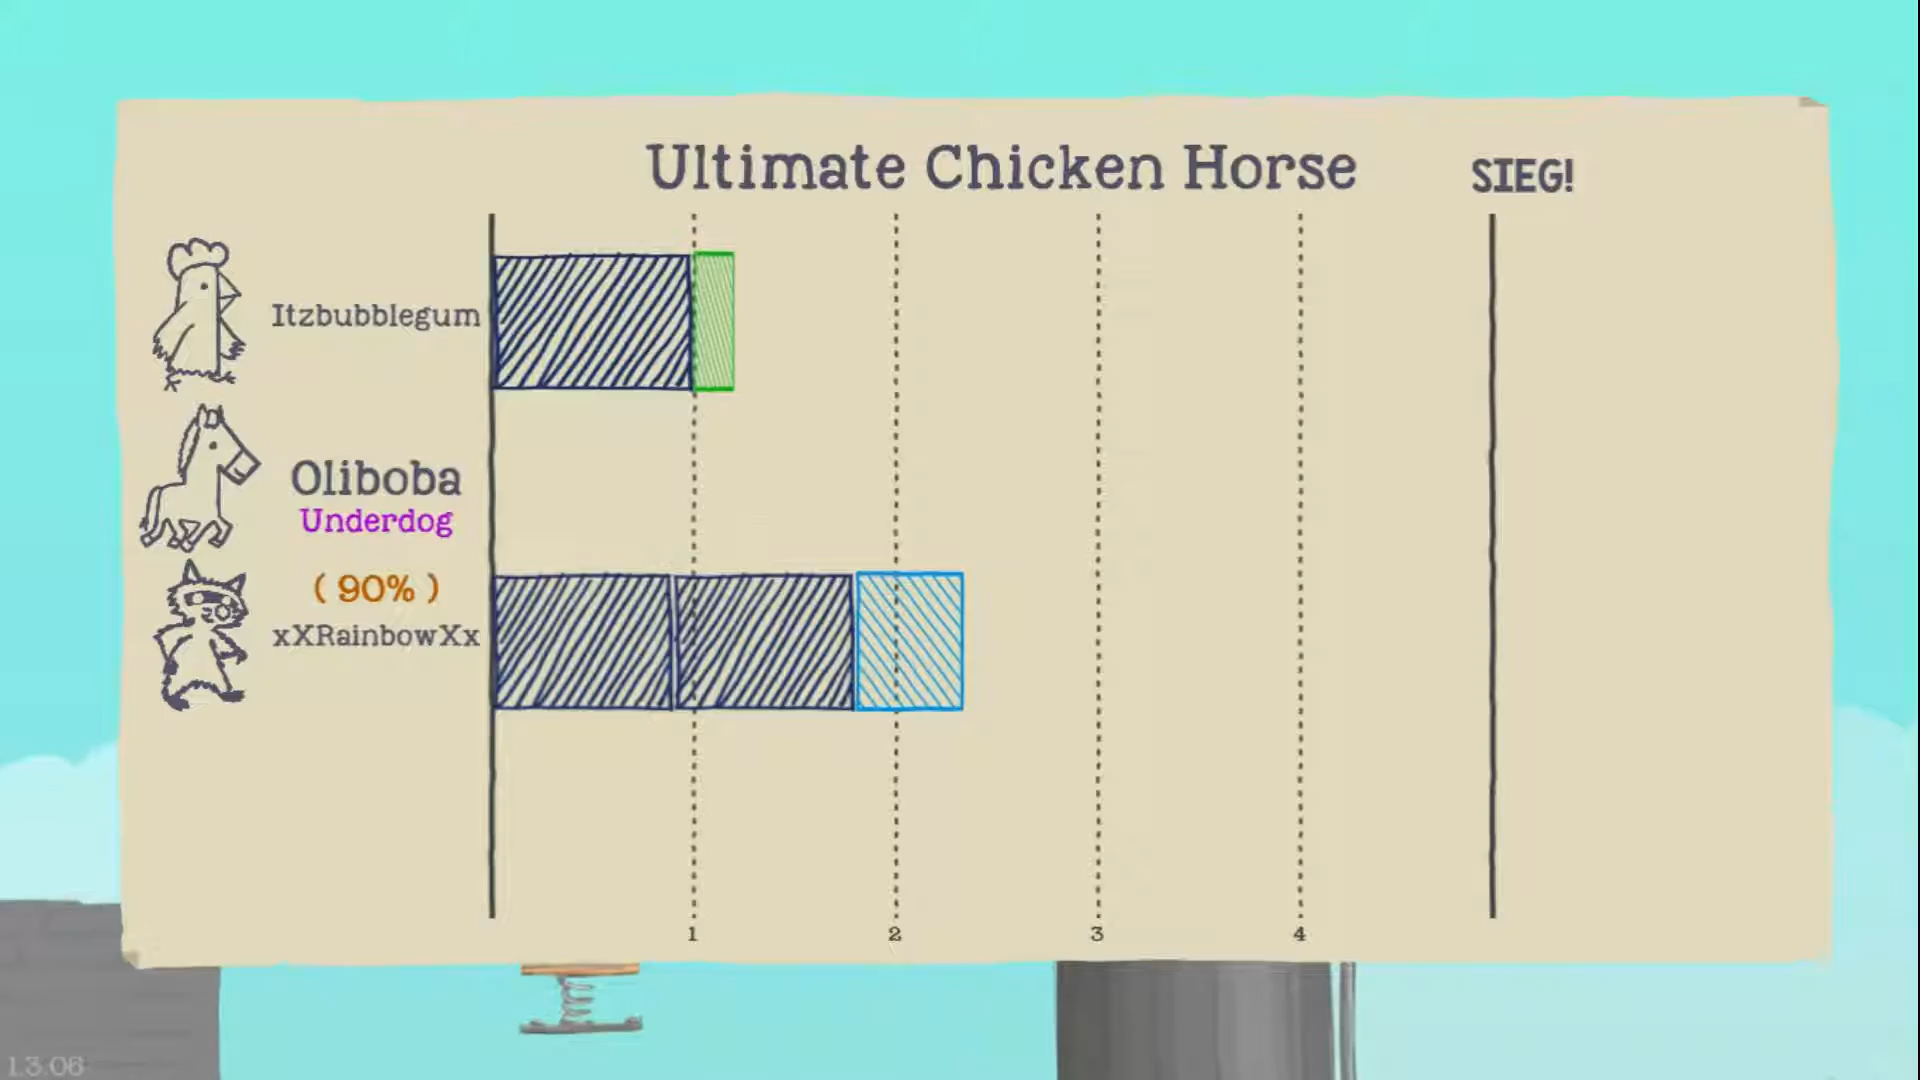 Ultimate Chicken Horse
SIEG!
Itzbubblegum
Oliboba
Underdog
( 90% )
xXRainbowXx
1 2 3 4
1.3.06